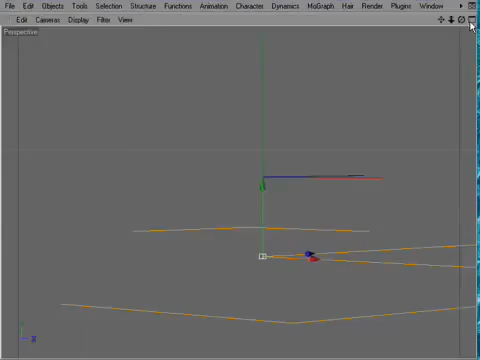 File Edit Objects Tools Selection Structure Functions Animation Character Dynamics MoGraph Hair Render Plugins Window
Edit Cameras Display Filter View
Perspective